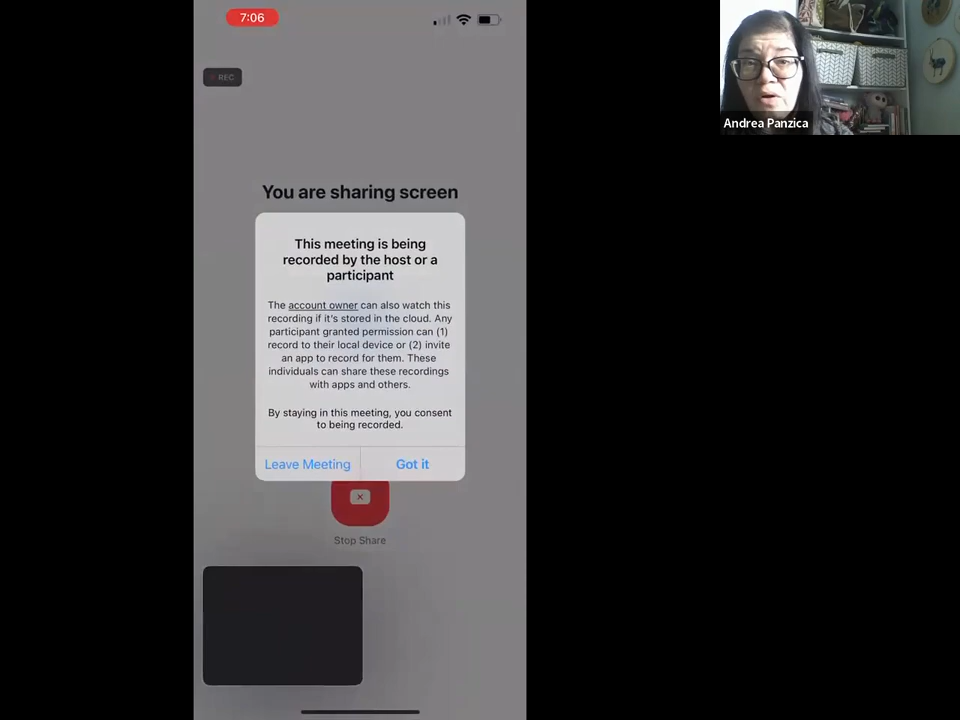 7:06
REC
Andrea Panzica
You are sharing screen
This meeting is being
recorded by the host or a
participant
The account owner can also watch this
recording if it's stored in the cloud. Any
participant granted permission can (1)
record to their local device or (2) invite
an app to record for them. These
individuals can share these recordings
with apps and others.
By staying in this meeting, you consent
to being recorded.
Leave Meeting
Got it
Stop Share